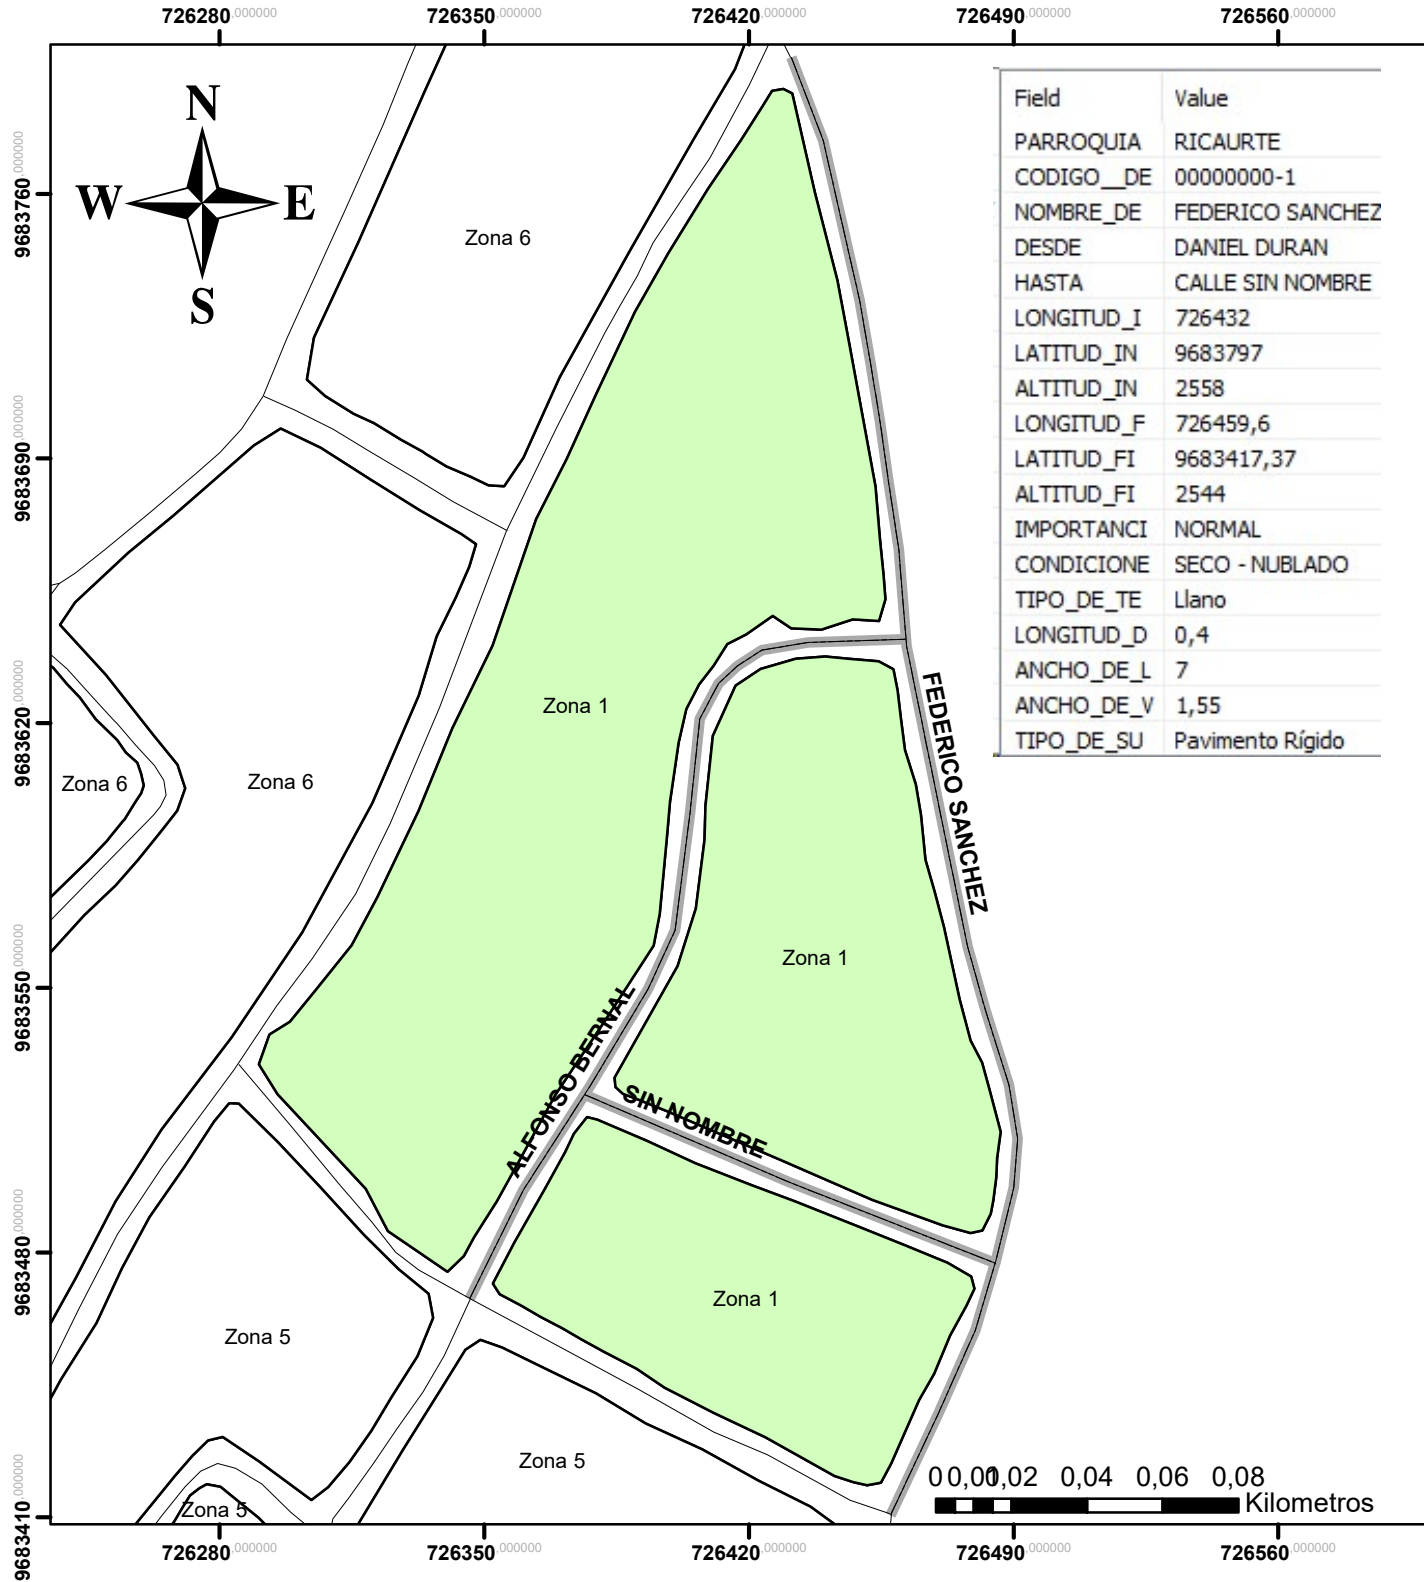 726280,000000 726350,000000 726420,000000 726490,000000 726560,000000
N
W E
S
Field Value
PARROQUIA RICAURTE
CODIGO__DE 00000000-1
NOMBRE_DE FEDERICO SANCHEZ
DESDE DANIEL DURAN
HASTA CALLE SIN NOMBRE
LONGITUD_I 726432
LATITUD_IN 9683797
ALTITUD_IN 2558
LONGITUD_F 726459,6
LATITUD_FI 9683417,37
ALTITUD_FI 2544
IMPORTANCI NORMAL
CONDICIONE SECO - NUBLADO
TIPO_DE_TE Llano
LONGITUD_D 0,4
ANCHO_DE_L 7
ANCHO_DE_V 1,55
TIPO_DE_SU Pavimento Rígido
9683760,000000
9683690,000000
9683620,000000
9683550,000000
9683480,000000
9683410,000000
Zona 6
Zona 1
Zona 6
Zona 6
FEDERICO SANCHEZ
Zona 1
ALFONSO BERNAL
SIN NOMBRE
Zona 1
Zona 5
Zona 5
Zona 5
0 0,01 0,02 0,04 0,06 0,08
Kilometros
726280,000000 726350,000000 726420,000000 726490,000000 726560,000000